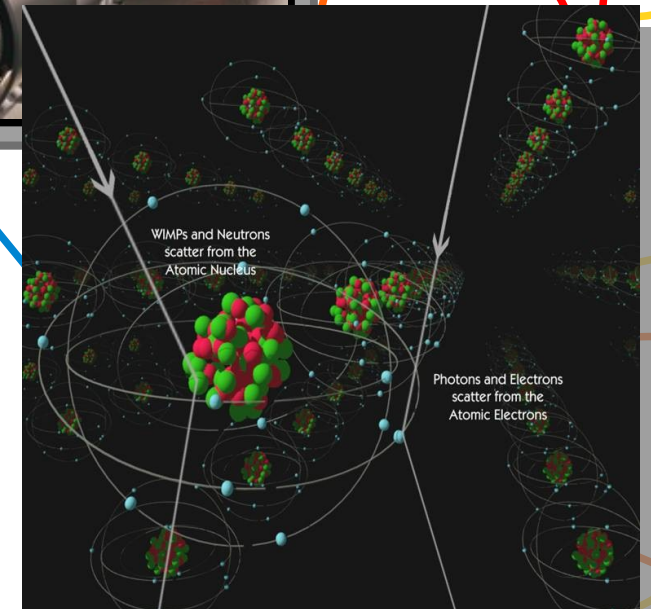 WIMPs and Neutrons
scatter from the
Atomic Nucleus
Photons and Electrons
scatter from the
Atomic Electrons